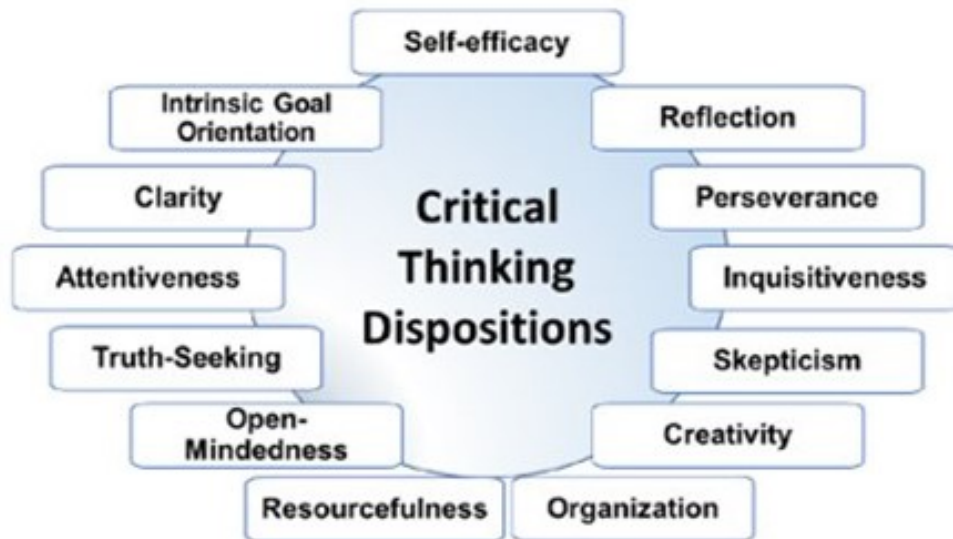 Self-efficacy
Intrinsic Goal
Orientation
Reflection
Clarity
Perseverance
Critical
Thinking
Dispositions
Attentiveness
Inquisitiveness
Truth-Seeking
Skepticism
Open-
Mindedness
Creativity
Resourcefulness
Organization